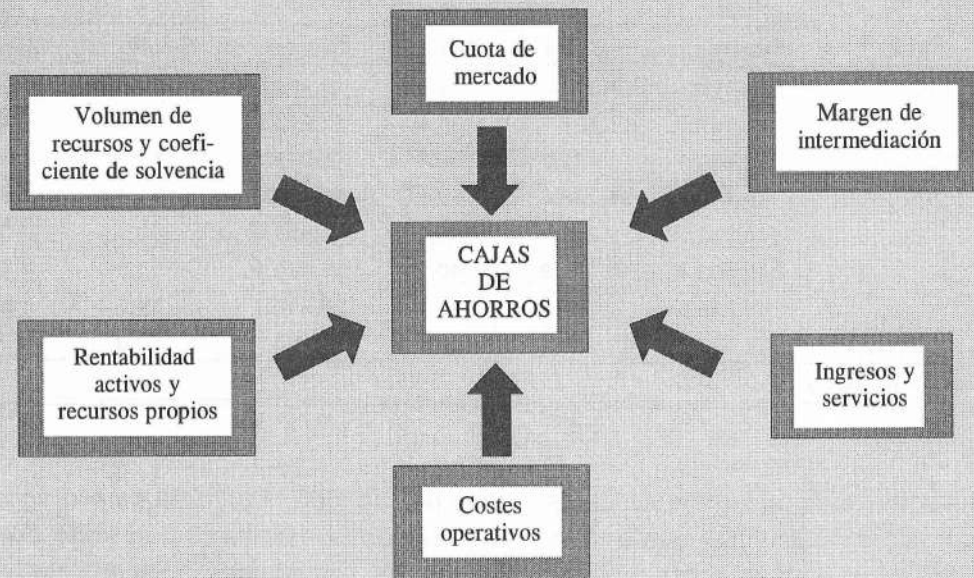 Cuota de
mercado
Volumen de
recursos y coefi-
ciente de solvencia
Margen de
intermediación
CAJAS
DE
AHORROS
Rentabilidad
activos y
recursos propios
Ingresos y
servicios
Costes
operativos